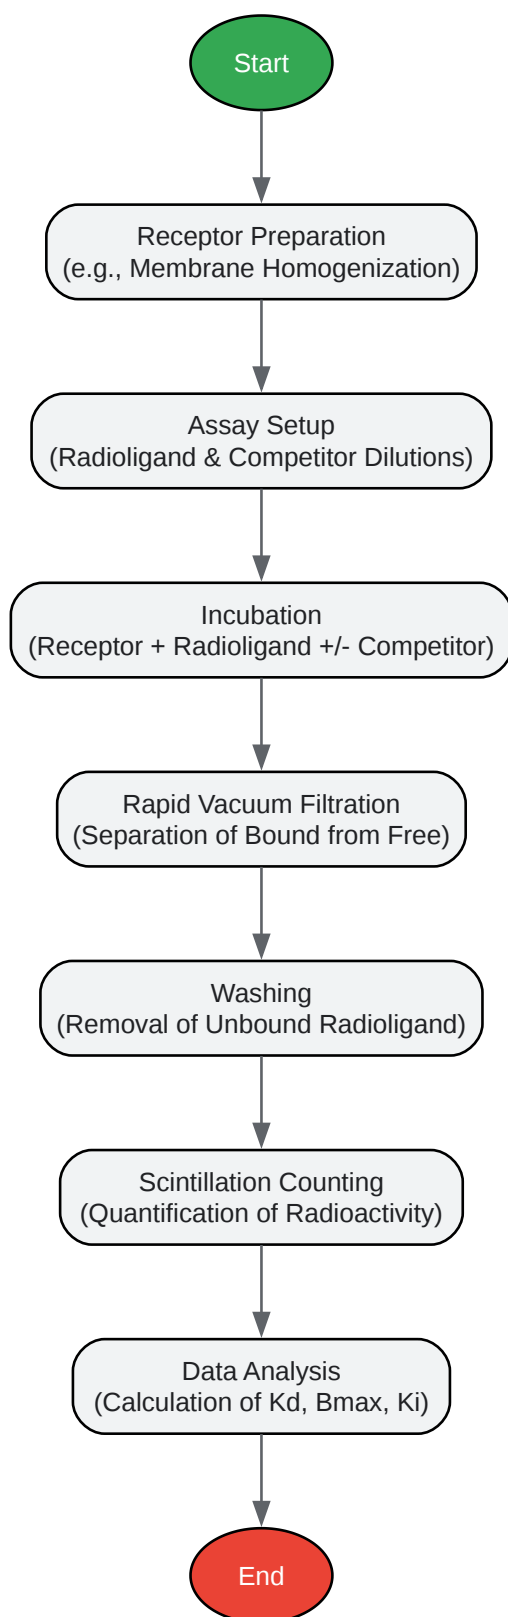 Start
Receptor Preparation
(e.g., Membrane Homogenization)
Assay Setup
(Radioligand & Competitor Dilutions)
Incubation
(Receptor + Radioligand +/- Competitor)
Rapid Vacuum Filtration
(Separation of Bound from Free)
Washing
(Removal of Unbound Radioligand)
Scintillation Counting
(Quantification of Radioactivity)
Data Analysis
(Calculation of Kd, Bmax, Ki)
End